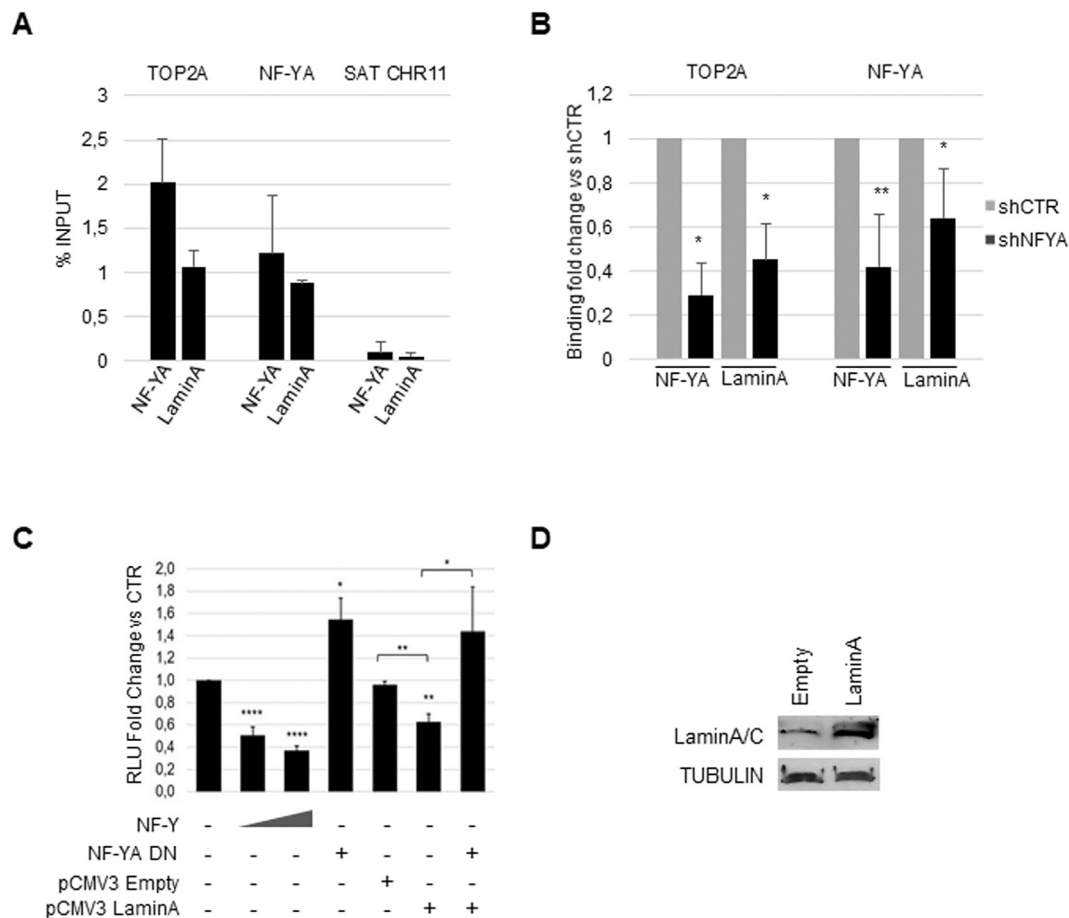 A
TOP2A NF-YA SAT CHR11
3
2,5
2
1,5
1
0,5
0
% INPUT
NF-YA LaminA NF-YA LaminA NF-YA LaminA
B
TOP2A NF-YA
1,2
1
0,8
0,6
0,4
0,2
0
Binding fold change vs shCTR
* * ** *
shCTR
shNFYA
NF-YA LaminA NF-YA LaminA
C
2,0
1,8
1,6
1,4
1,2
1,0
0,8
0,6
0,4
0,2
0,0
RLU Fold Change vs CTR
**** **** * ** ** *
NF-Y - - - - -
NF-YA DN - - - + - - +
pCMV3 Empty - - - - + - -
pCMV3 LaminA - - - - - + +
D
Empty LaminA
LaminA/C
TUBULIN